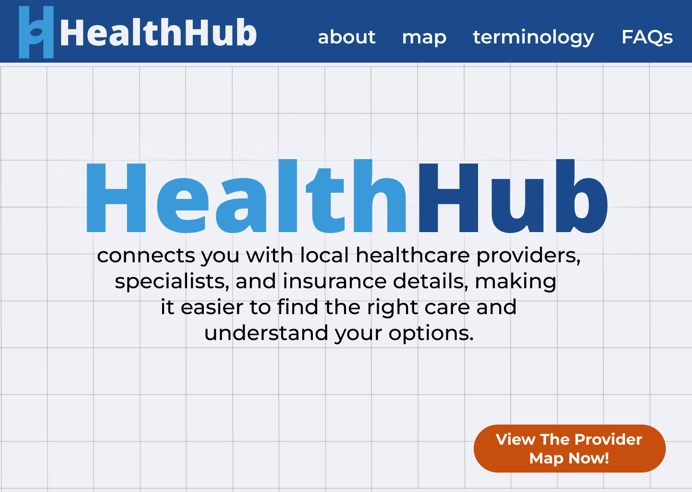 HealthHub
about map terminology FAQs
HealthHub
connects you with local healthcare providers,
specialists, and insurance details, making
it easier to find the right care and
understand your options.
View The Provider
Map Now!